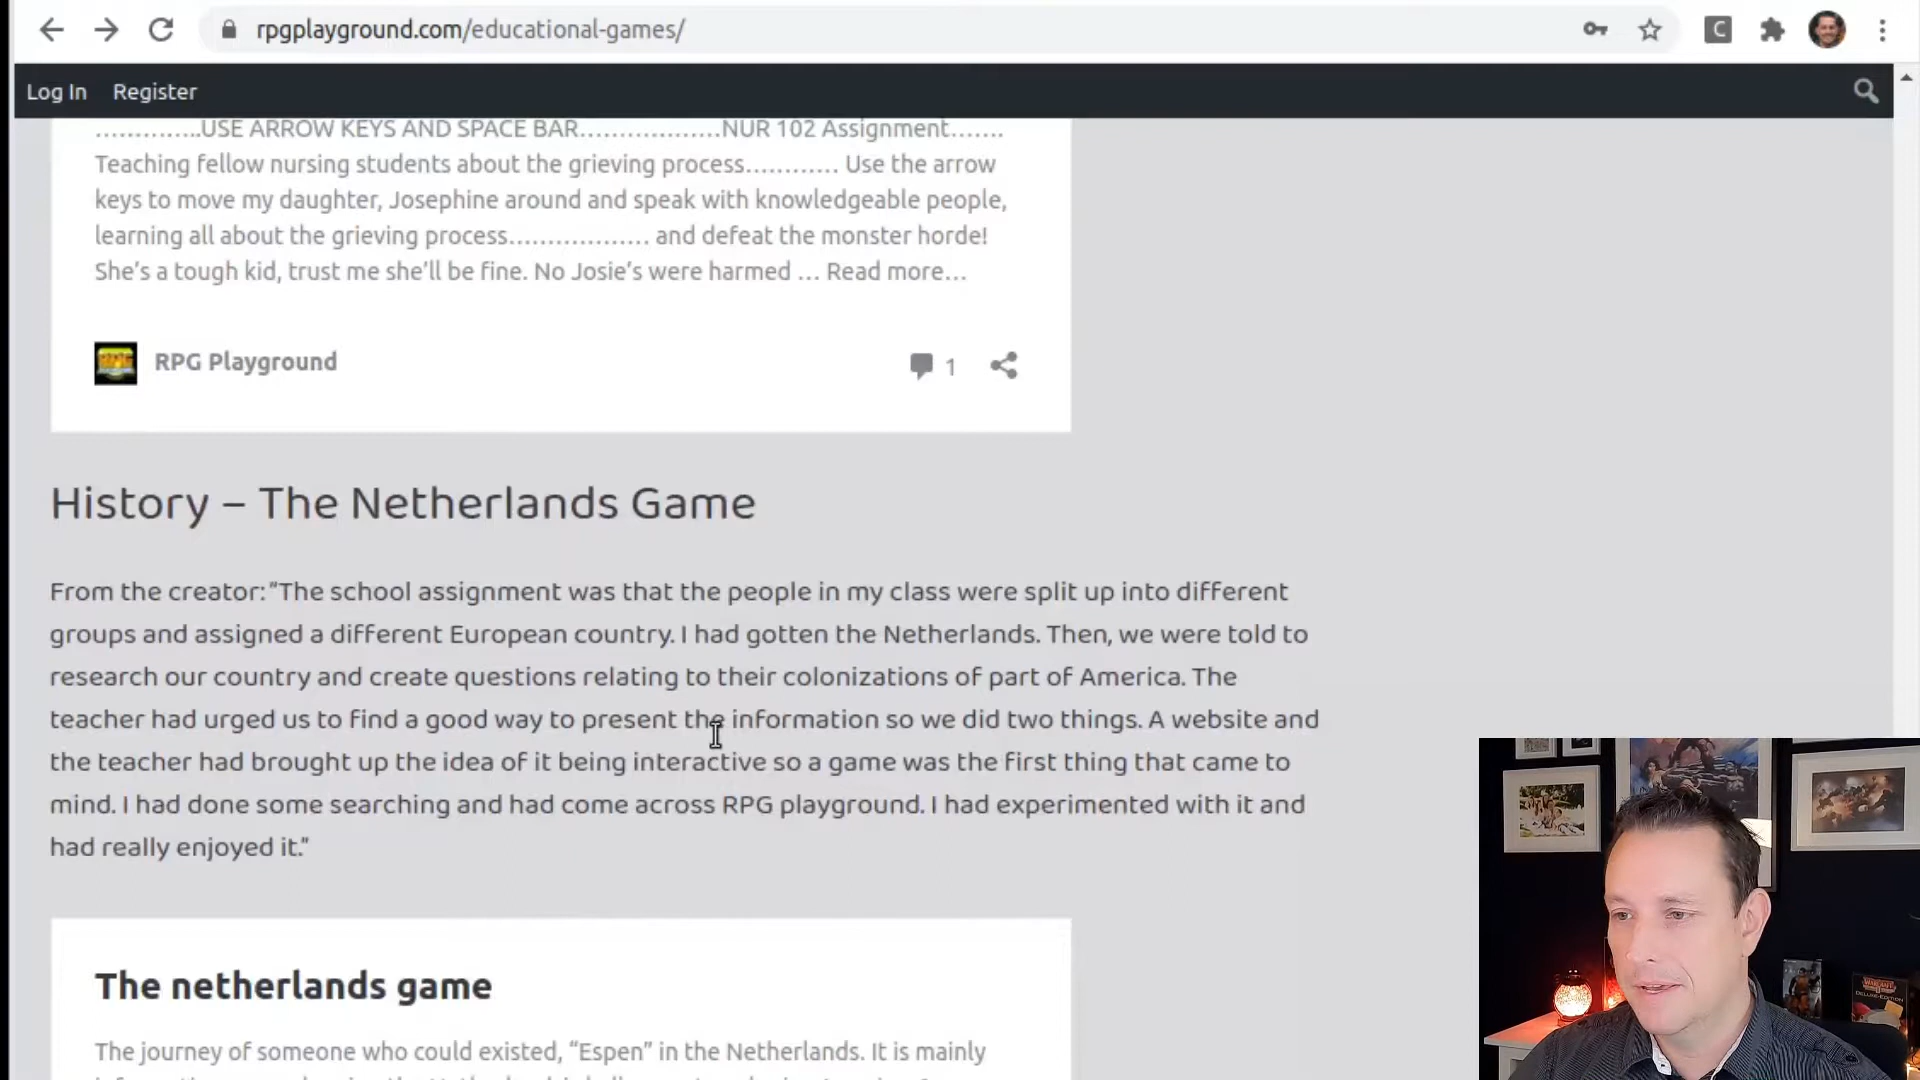 rpgplayground.com/educational-games/
C
Log In Register
..............USE ARROW KEYS AND SPACE BAR..................NUR 102 Assignment.......
Teaching fellow nursing students about the grieving process............ Use the arrow
keys to move my daughter, Josephine around and speak with knowledgeable people,
learning all about the grieving process.................. and defeat the monster horde!
She’s a tough kid, trust me she’ll be fine. No Josie’s were harmed … Read more…
RPG Playground
1
History – The Netherlands Game
From the creator: “The school assignment was that the people in my class were split up into different
groups and assigned a different European country. I had gotten the Netherlands. Then, we were told to
research our country and create questions relating to their colonizations of part of America. The
teacher had urged us to find a good way to present the information so we did two things. A website and
the teacher had brought up the idea of it being interactive so a game was the first thing that came to
mind. I had done some searching and had come across RPG playground. I had experimented with it and
had really enjoyed it.”
The netherlands game
The journey of someone who could existed, “Espen” in the Netherlands. It is mainly